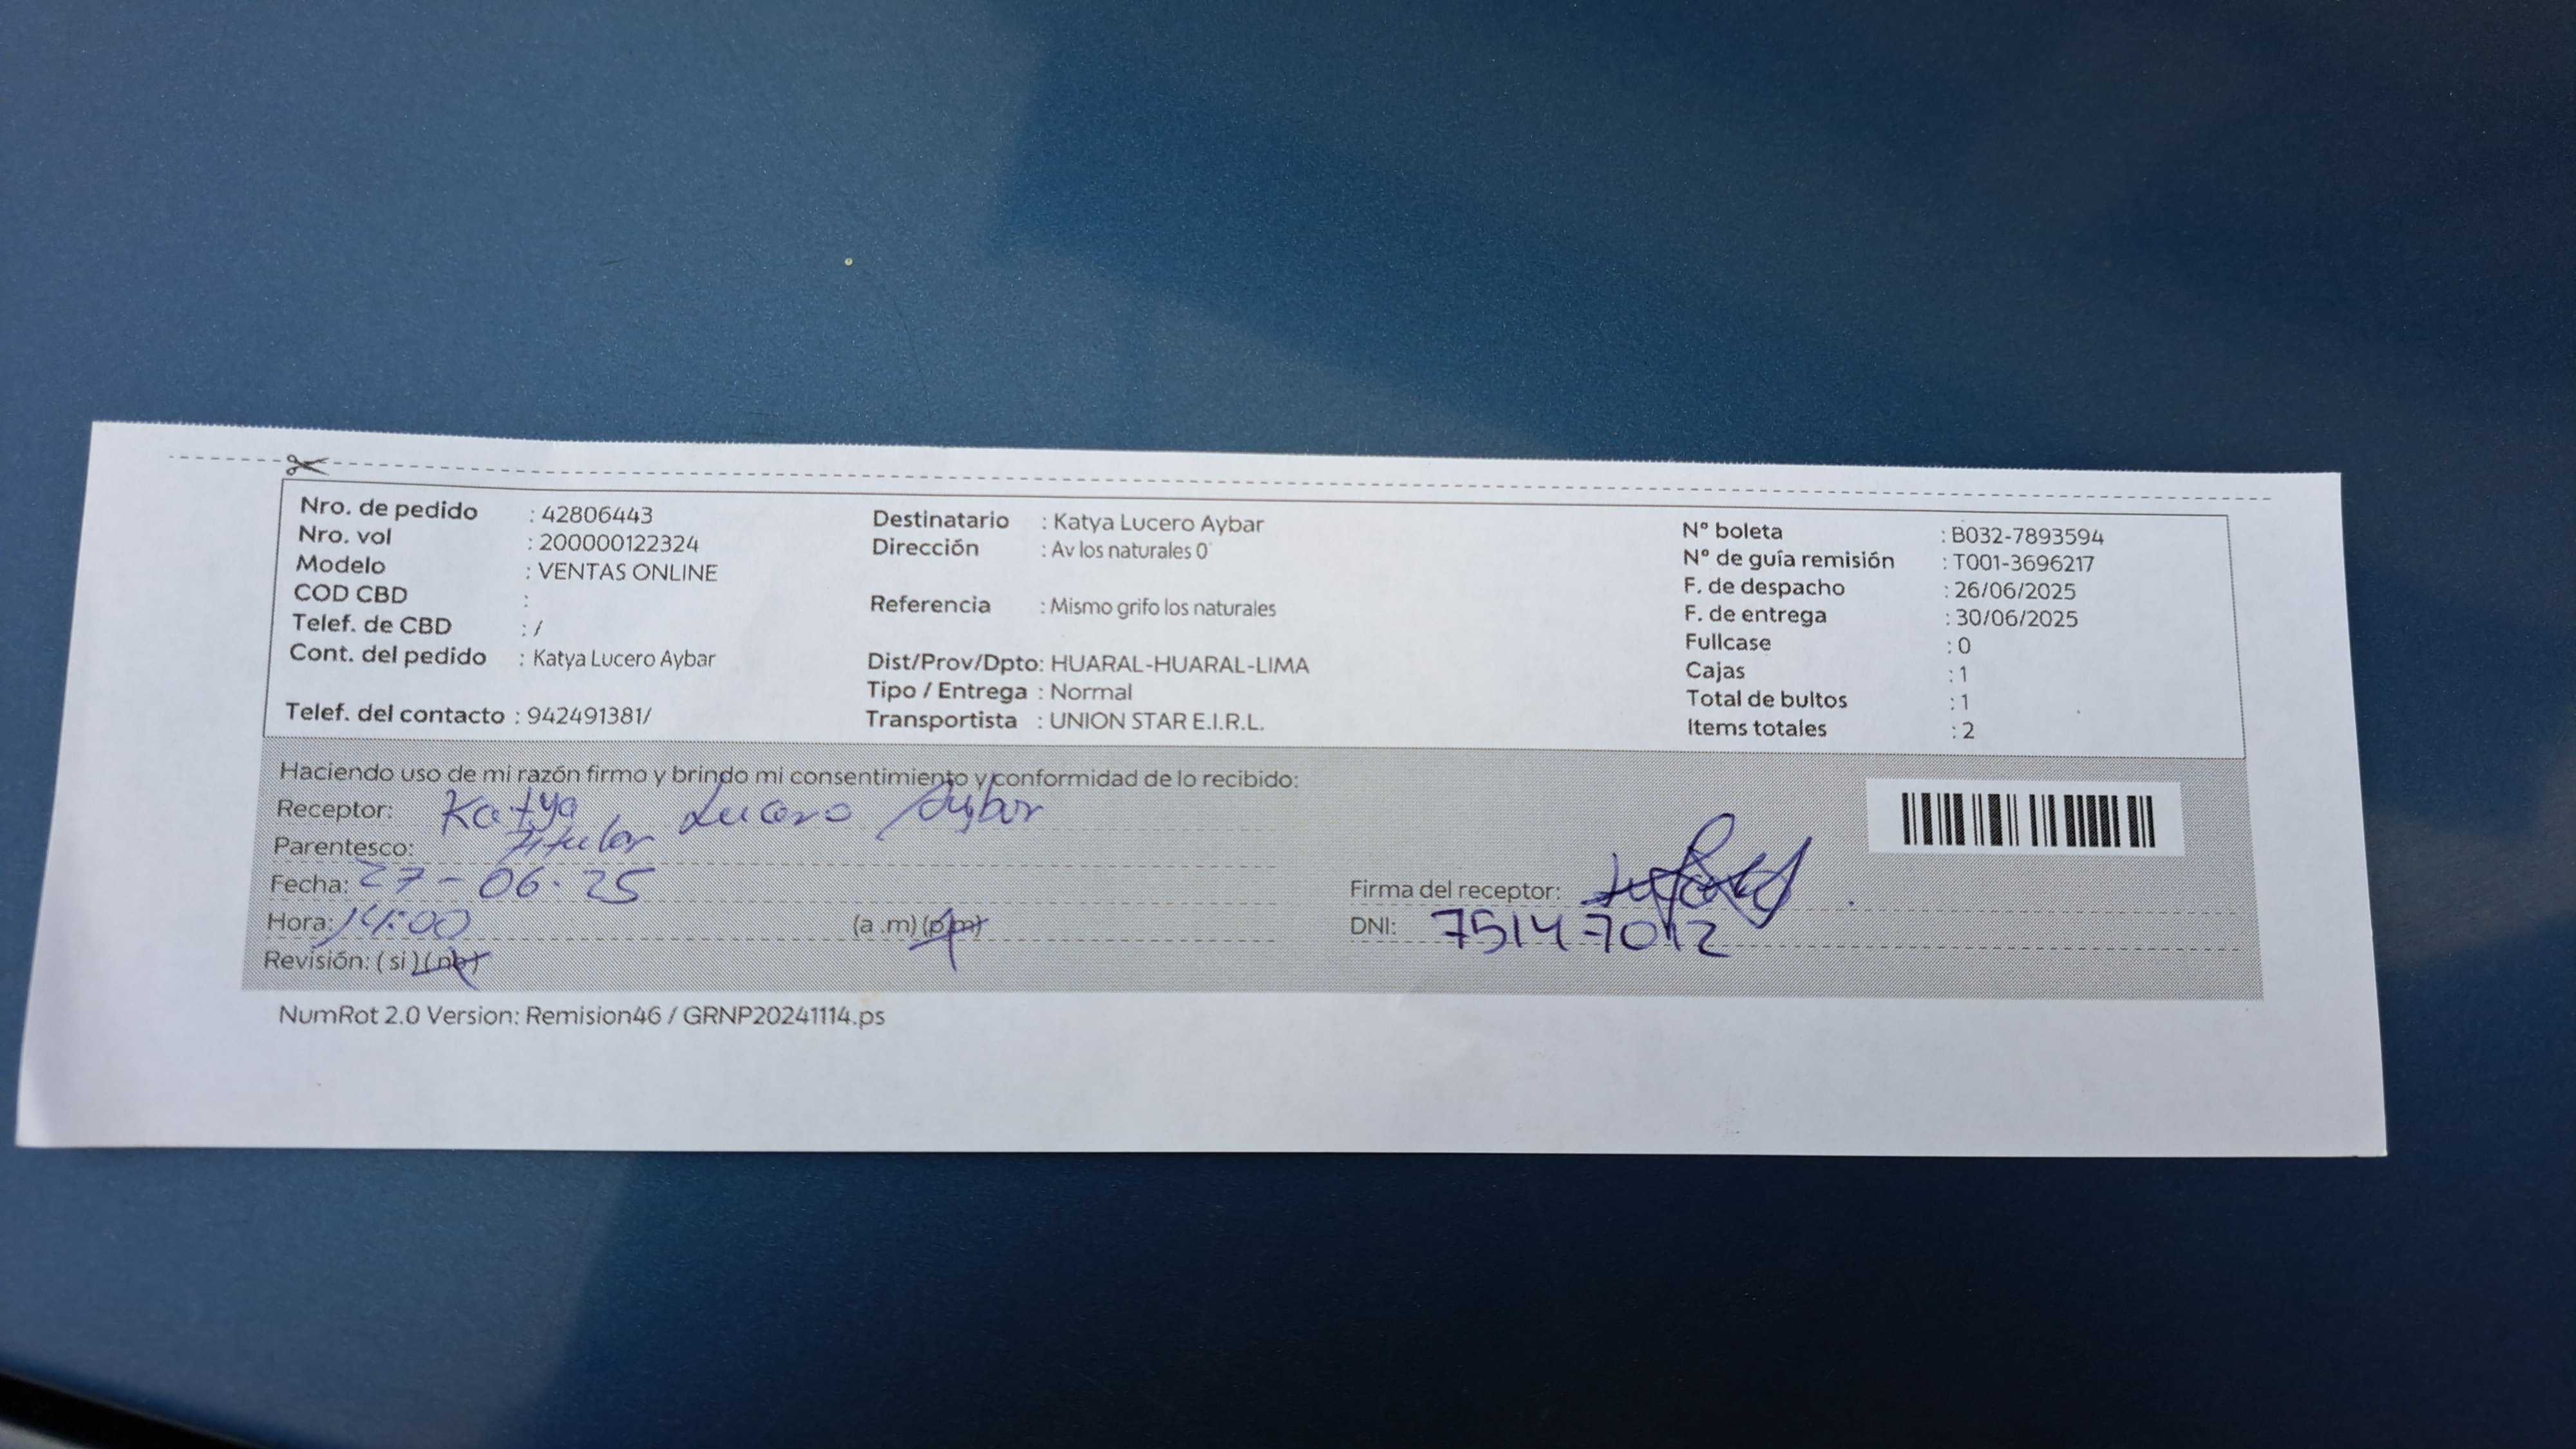 Nro. de pedido : 42806443
Nro. vol : 200000122324
Modelo : VENTAS ONLINE
COD CBD :
Telef. de CBD : /
Cont. del pedido : Katya Lucero Aybar
Telef. del contacto : 942491381/
Destinatario : Katya Lucero Aybar
Dirección : Av los naturales 0
Referencia : Mismo grifo los naturales
Dist/Prov/Dpto: HUARAL-HUARAL-LIMA
Tipo / Entrega : Normal
Transportista : UNION STAR E.I.R.L.
N° boleta : B032-7893594
N° de guía remisión : T001-3696217
F. de despacho : 26/06/2025
F. de entrega : 30/06/2025
Fullcase : 0
Cajas : 1
Total de bultos : 1
Items totales : 2
Haciendo uso de mi razón firmo y brindo mi consentimiento y conformidad de lo recibido:
Receptor: Katya Lucero Aybar
Parentesco: titular
Fecha: 27-06-25
Hora: 14:00 (a .m) (p.m)
Revisión: ( si ) ( no )
Firma del receptor:
DNI: 75147012
NumRot 2.0 Version: Remision46 / GRNP20241114.ps